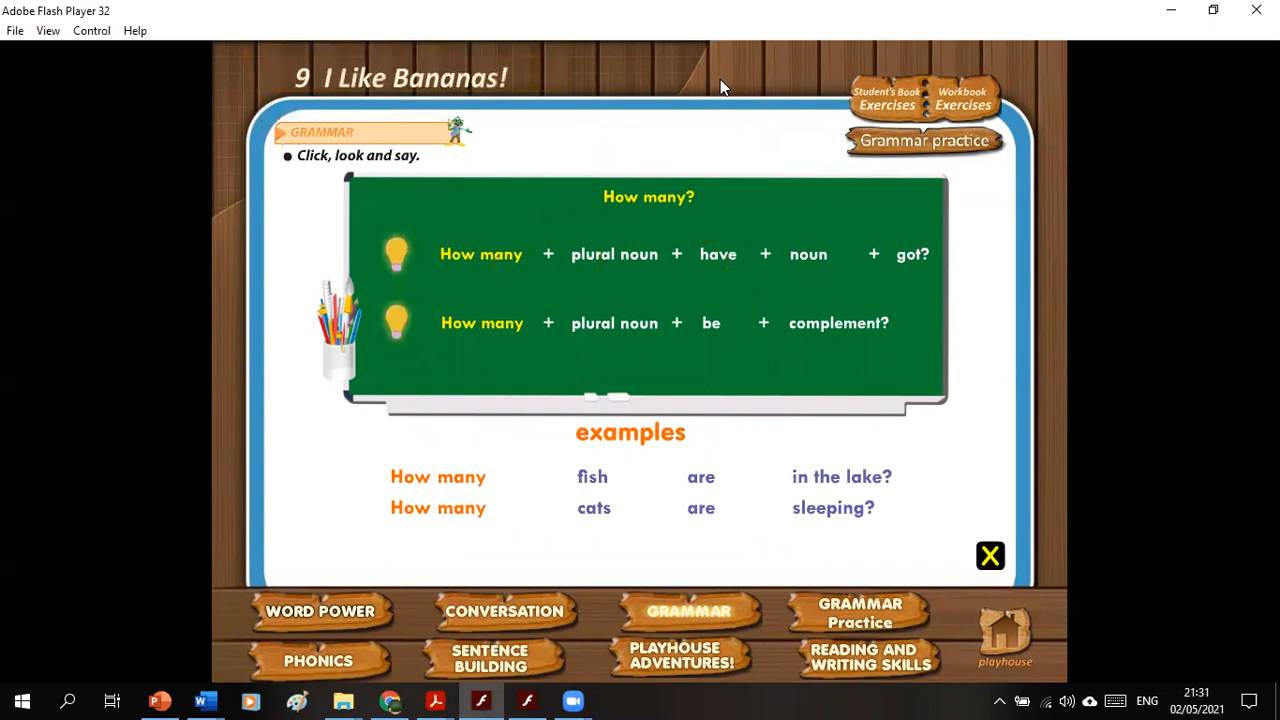 Adobe Flash Player 32
File View Control Help
9 I Like Bananas!
Student's Book Exercises
Workbook Exercises
GRAMMAR
Grammar practice
Click, look and say.
How many?
How many + plural noun + have + noun + got?
How many + plural noun + be + complement?
examples
How many fish are in the lake?
How many cats are sleeping?
X
WORD POWER CONVERSATION GRAMMAR GRAMMAR Practice
PHONICS SENTENCE BUILDING PLAYHOUSE ADVENTURES! READING AND WRITING SKILLS
playhouse
ENG
21:31
02/05/2021